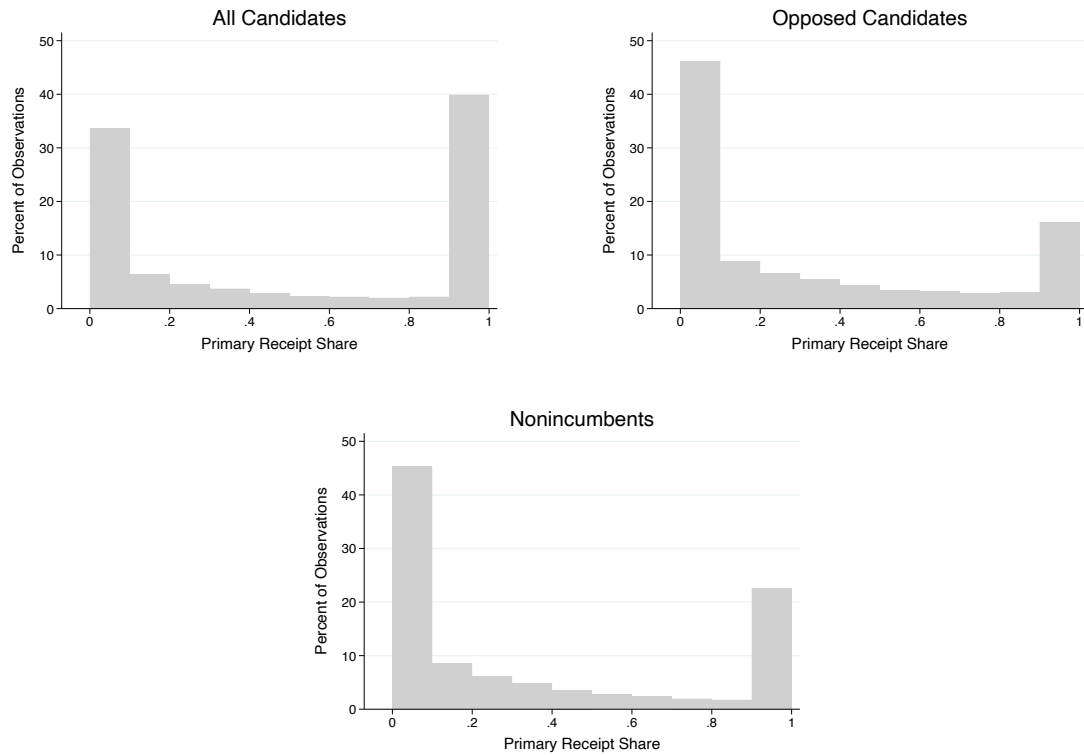 All Candidates
Percent of Observations
50
40
30
20
10
0
0 .2 .4 .6 .8 1
Primary Receipt Share
Opposed Candidates
Percent of Observations
50
40
30
20
10
0
0 .2 .4 .6 .8 1
Primary Receipt Share
Nonincumbents
Percent of Observations
50
40
30
20
10
0
0 .2 .4 .6 .8 1
Primary Receipt Share